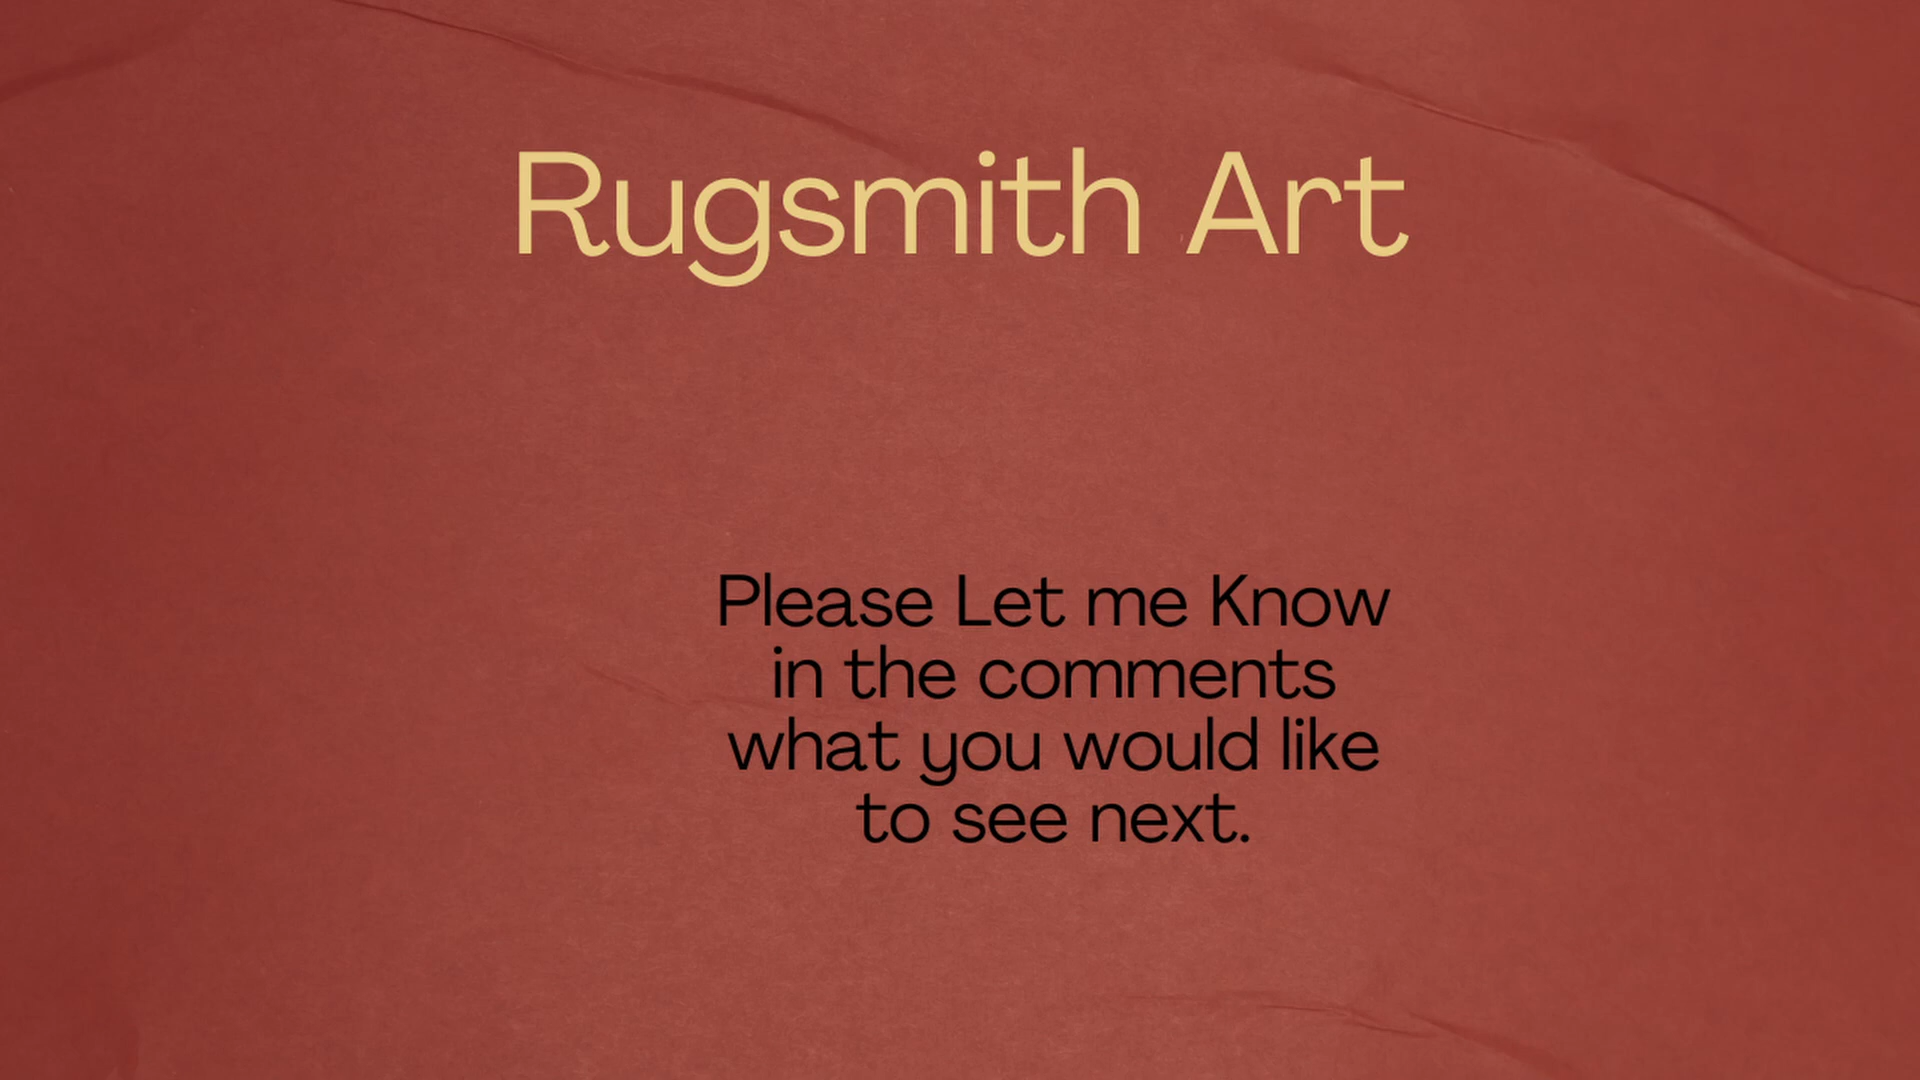 Rugsmith Art
Please Let me Know
in the comments
what you would like
to see next.